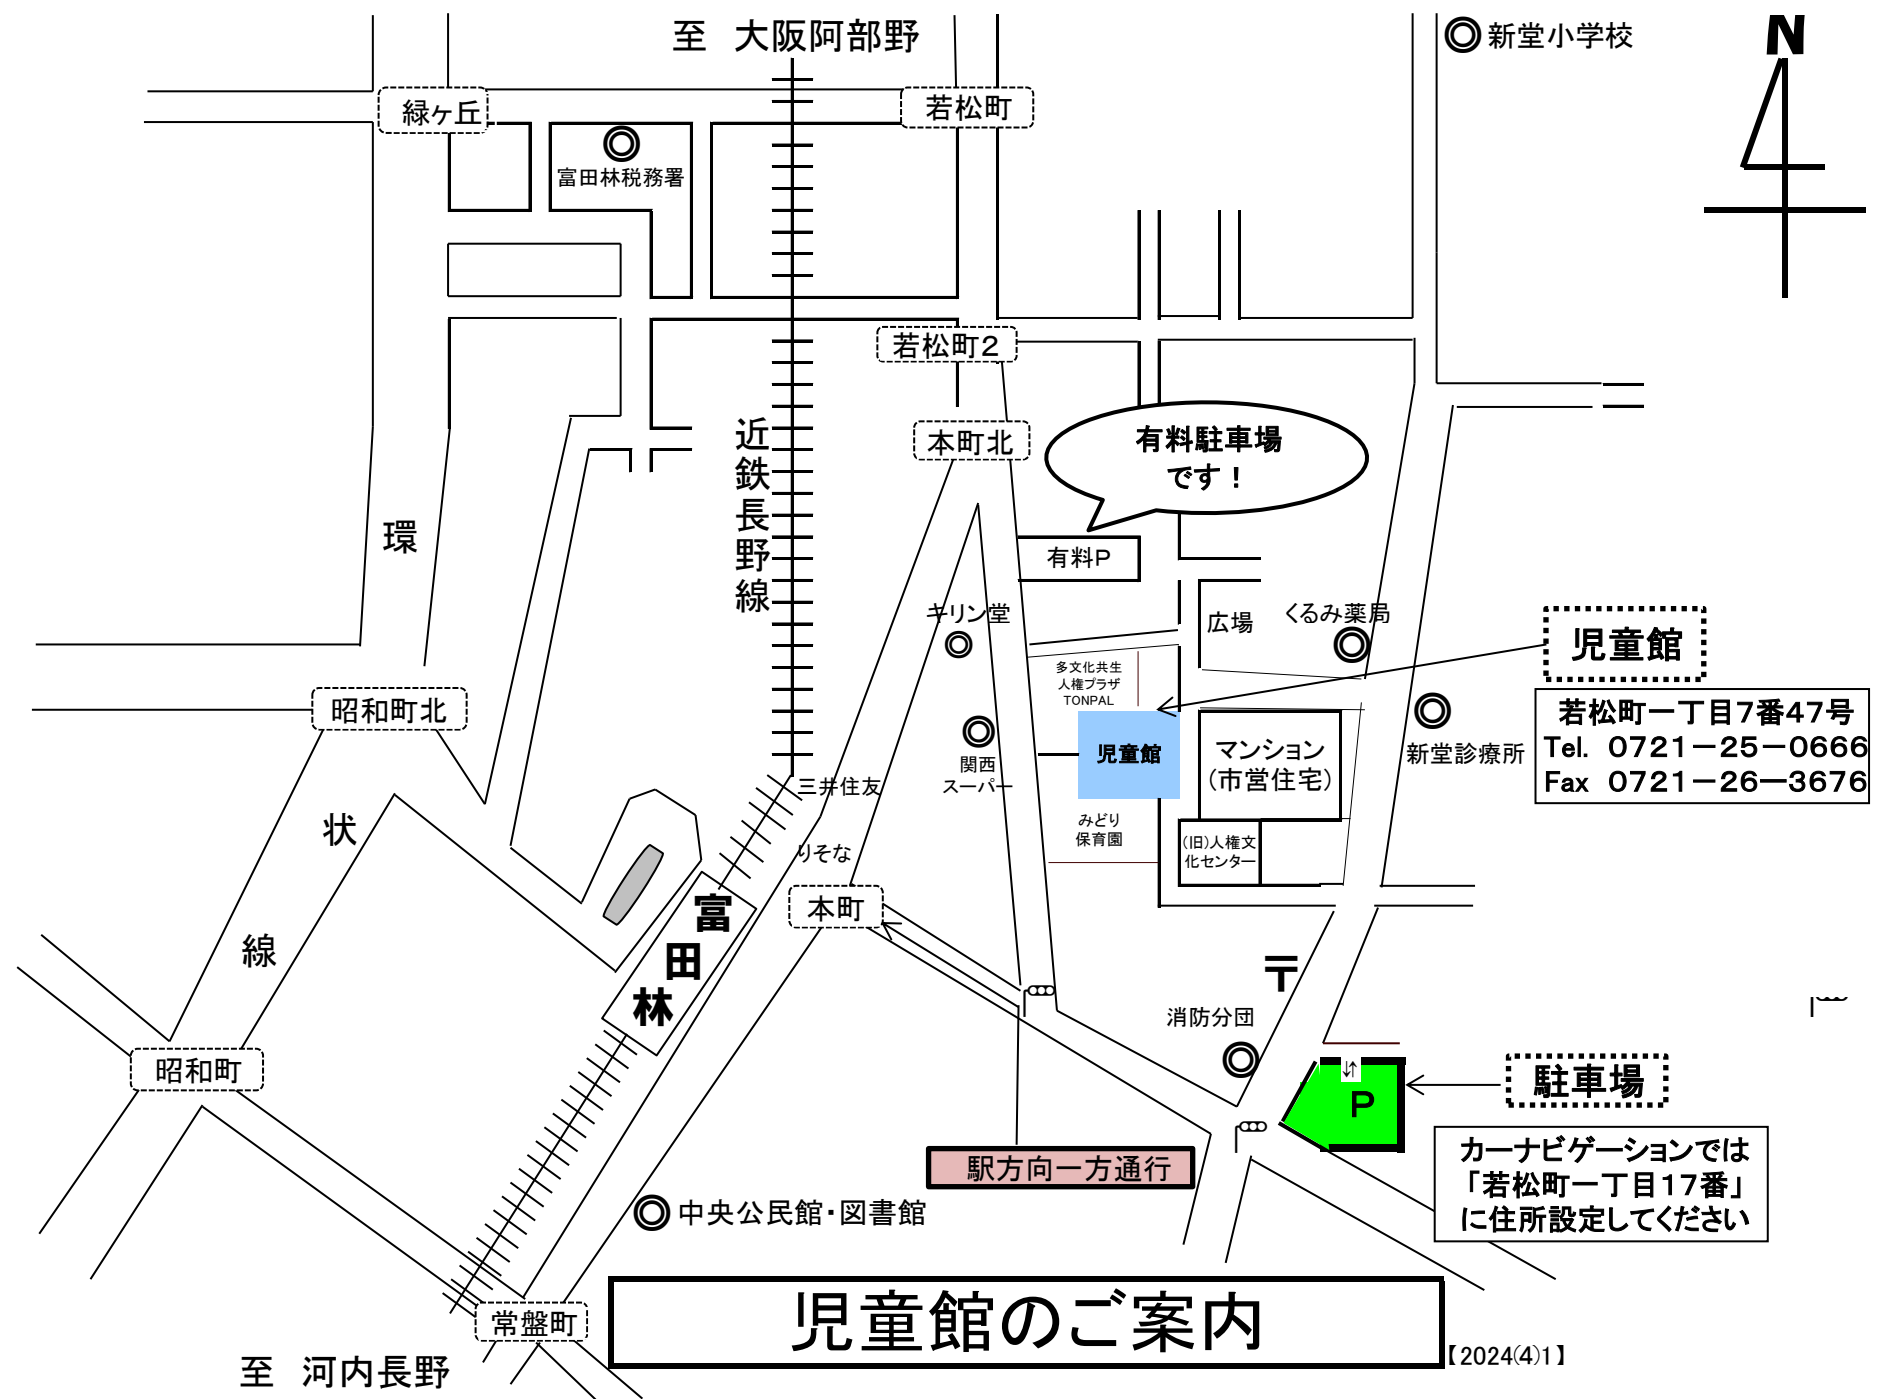 至 大阪阿部野
新堂小学校
N
緑ヶ丘
若松町
富田林税務署
若松町2
近鉄長野線
本町北
有料駐車場
です！
環状線
有料P
キリン堂
広場
くるみ薬局
児童館
多文化共生
人権プラザ
TONPAL
昭和町北
若松町一丁目7番47号
Tel. 0721－25－0666
Fax 0721－26―3676
児童館
マンション
(市営住宅)
新堂診療所
関西
スーパー
三井住友
みどり
保育園
(旧)人権文
化センター
りそな
本町
富田林
〒
消防分団
昭和町
駐車場
P
駅方向一方通行
カーナビゲーションでは
「若松町一丁目17番」
に住所設定してください
中央公民館・図書館
常盤町
児童館のご案内
【2024(4)1】
至 河内長野